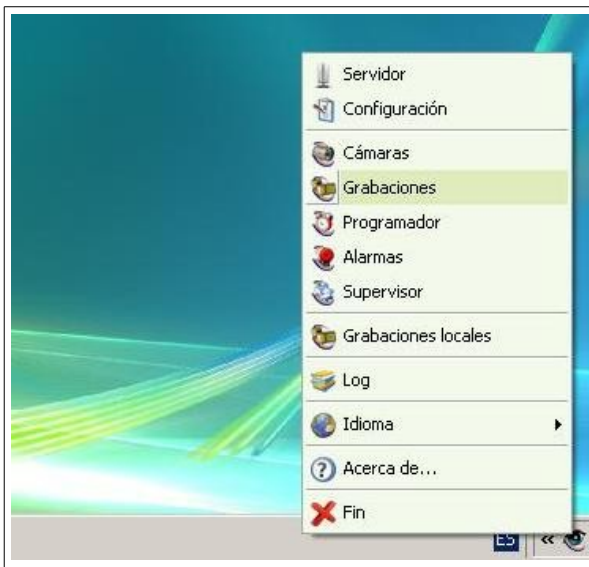 Servidor
Configuración
Cámaras
Grabaciones
Programador
Alarmas
Supervisor
Grabaciones locales
Log
Idioma
Acerca de...
Fin
ES «